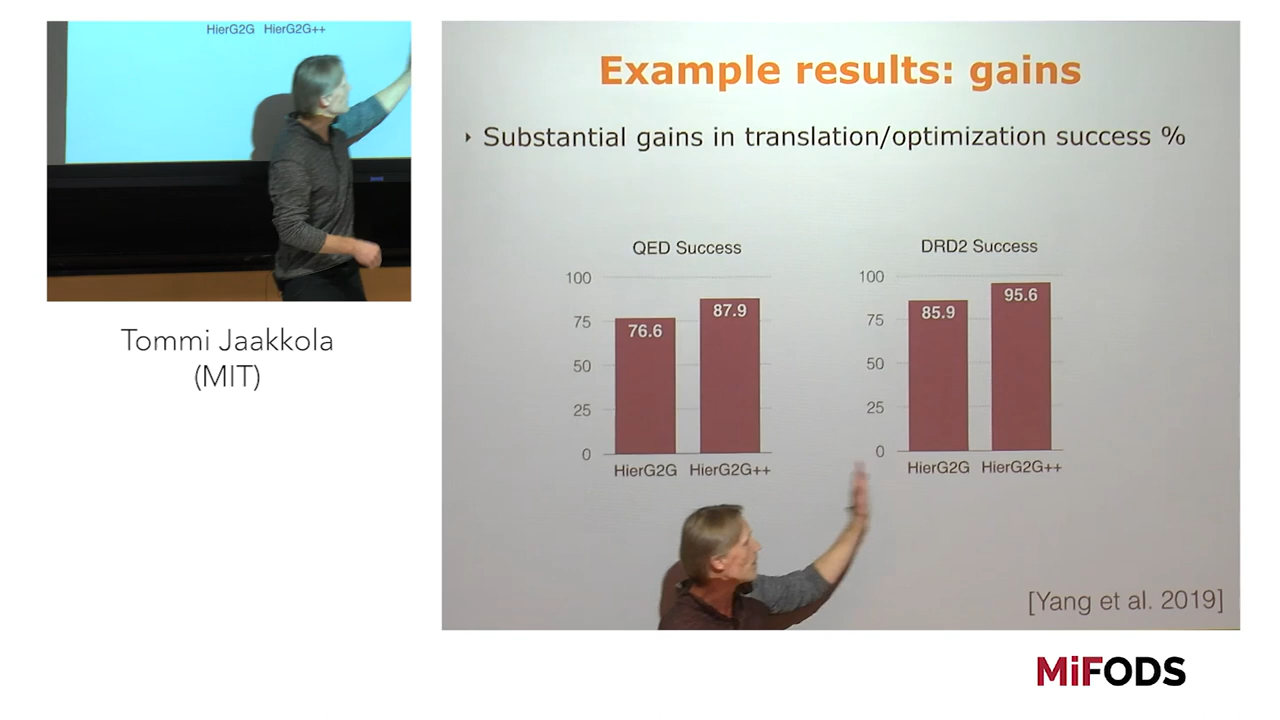 HierG2G HierG2G++
Tommi Jaakkola
(MIT)
Example results: gains
Substantial gains in translation/optimization success %
QED Success
100
75
50
25
0
76.6
87.9
HierG2G HierG2G++
DRD2 Success
100
75
50
25
0
85.9
95.6
HierG2G HierG2G++
[Yang et al. 2019]
MiFODS